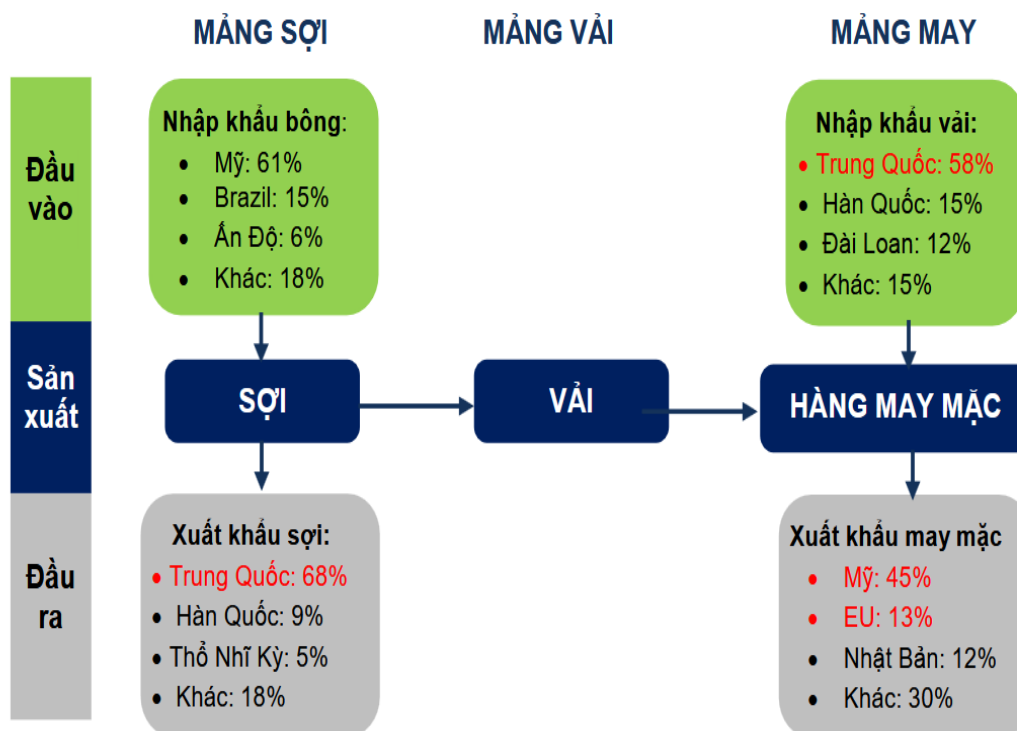 MẢNG SỢI
MẢNG VẢI
MẢNG MAY
Đầu
vào
Nhập khẩu bông:
• Mỹ: 61%
• Brazil: 15%
• Ấn Độ: 6%
• Khác: 18%
Nhập khẩu vải:
• Trung Quốc: 58%
• Hàn Quốc: 15%
• Đài Loan: 12%
• Khác: 15%
Sản
xuất
SỢI
VẢI
HÀNG MAY MẶC
Đầu
ra
Xuất khẩu sợi:
• Trung Quốc: 68%
• Hàn Quốc: 9%
• Thổ Nhĩ Kỳ: 5%
• Khác: 18%
Xuất khẩu may mặc
• Mỹ: 45%
• EU: 13%
• Nhật Bản: 12%
• Khác: 30%